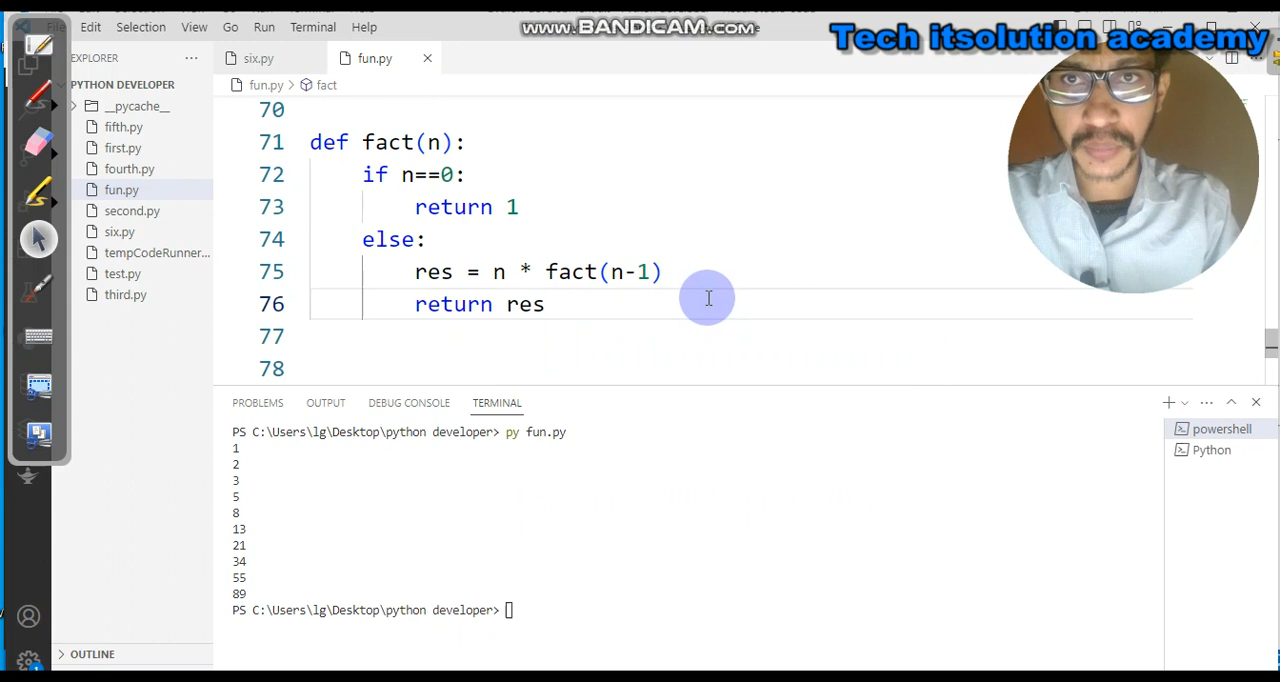 File Edit Selection View Go Run Terminal Help
www.BANDICAM.com
Tech itsolution academy
EXPLORER
PYTHON DEVELOPER
__pycache__
fifth.py
first.py
fourth.py
fun.py
second.py
six.py
tempCodeRunner...
test.py
third.py
OUTLINE
six.py fun.py
fun.py > fact
70
71 def fact(n):
72 if n==0:
73 return 1
74 else:
75 res = n * fact(n-1)
76 return res
77
78
PROBLEMS OUTPUT DEBUG CONSOLE TERMINAL
PS C:\Users\lg\Desktop\python developer> py fun.py
1
2
3
5
8
13
21
34
55
89
PS C:\Users\lg\Desktop\python developer>
powershell
Python